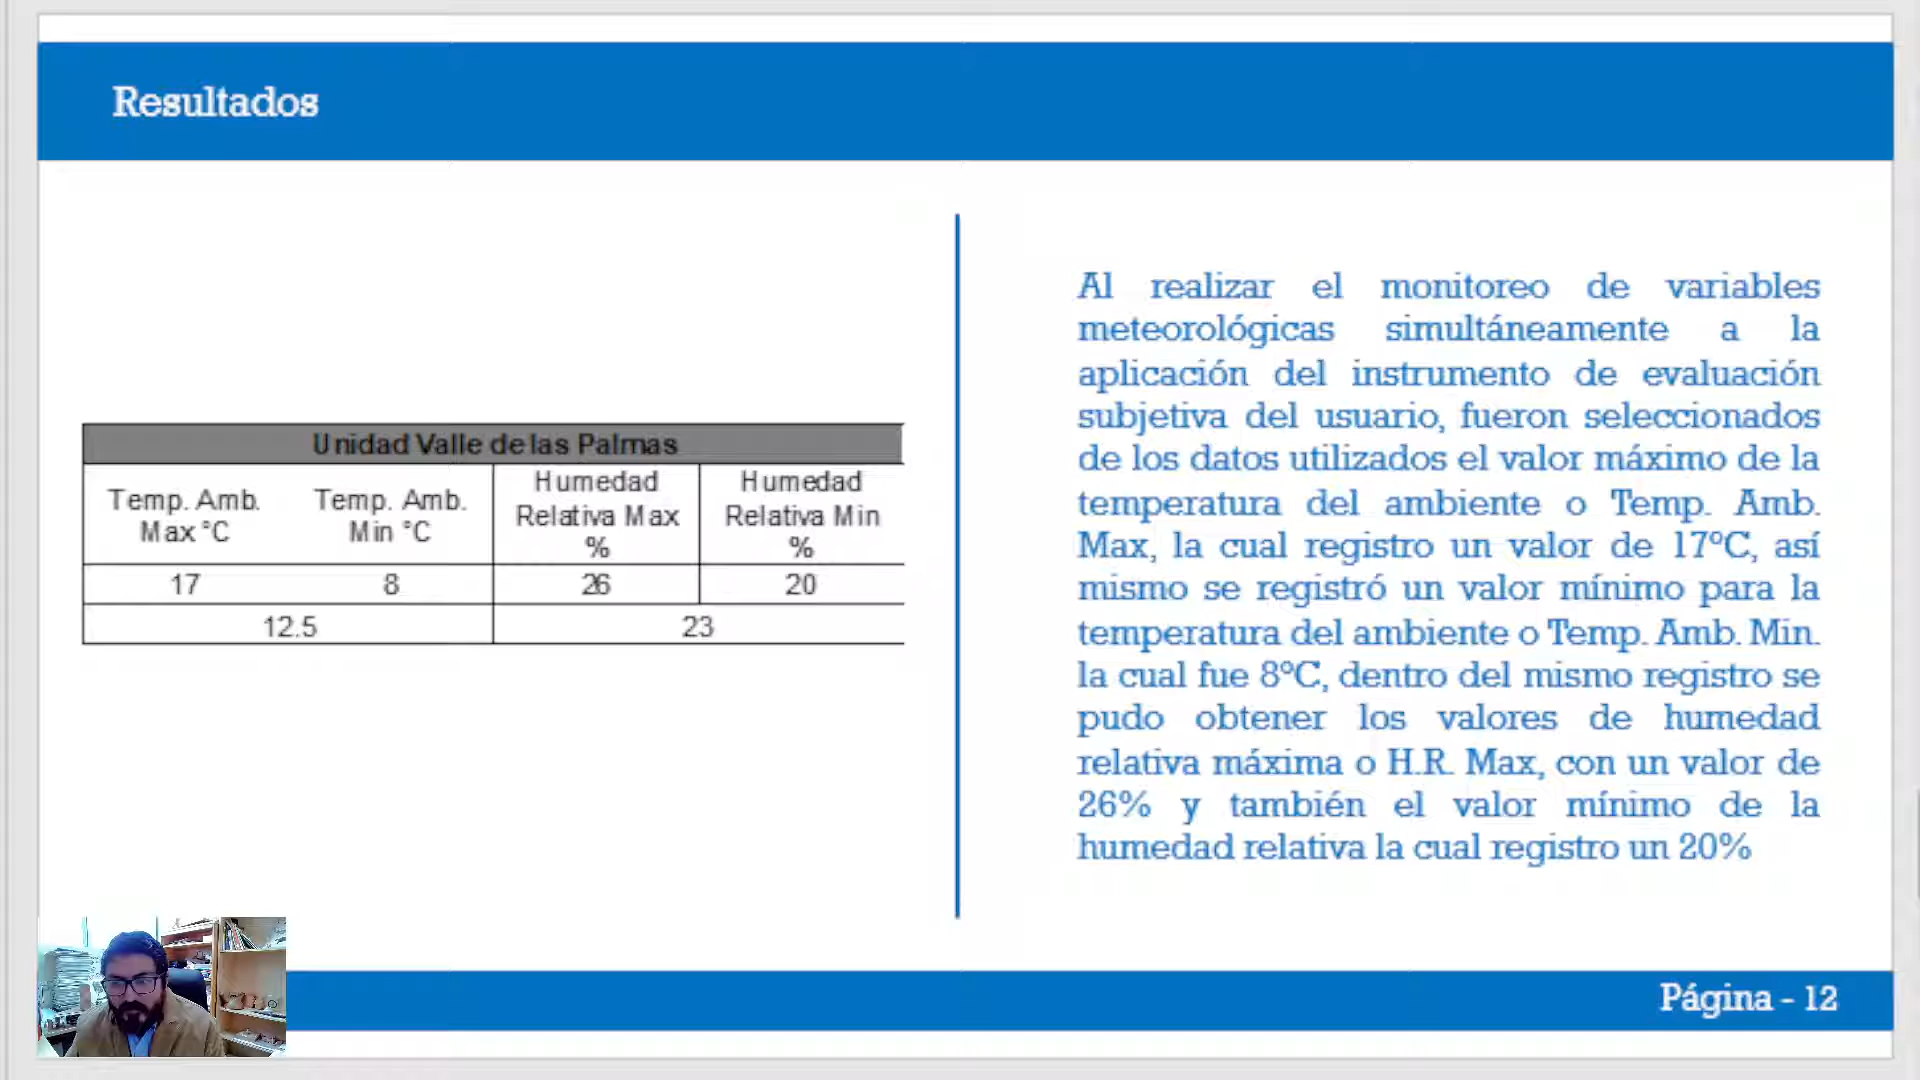 Resultados
Unidad Valle de las Palmas
Temp. Amb. Max °C
Temp. Amb. Min °C
Humedad Relativa Max %
Humedad Relativa Min %
17 8 26 20
12.5 23
Al realizar el monitoreo de variables
meteorológicas simultáneamente a la
aplicación del instrumento de evaluación
subjetiva del usuario, fueron seleccionados
de los datos utilizados el valor máximo de la
temperatura del ambiente o Temp. Amb.
Max, la cual registro un valor de 17°C, así
mismo se registró un valor mínimo para la
temperatura del ambiente o Temp. Amb. Min.
la cual fue 8°C, dentro del mismo registro se
pudo obtener los valores de humedad
relativa máxima o H.R. Max, con un valor de
26% y también el valor mínimo de la
humedad relativa la cual registro un 20%
Página - 12